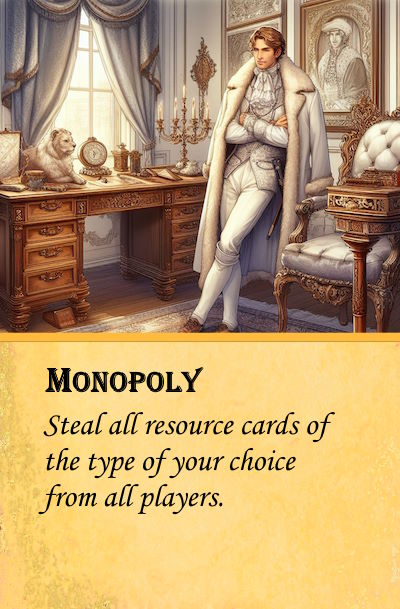 Monopoly
Steal all resource cards of
the type of your choice
from all players.